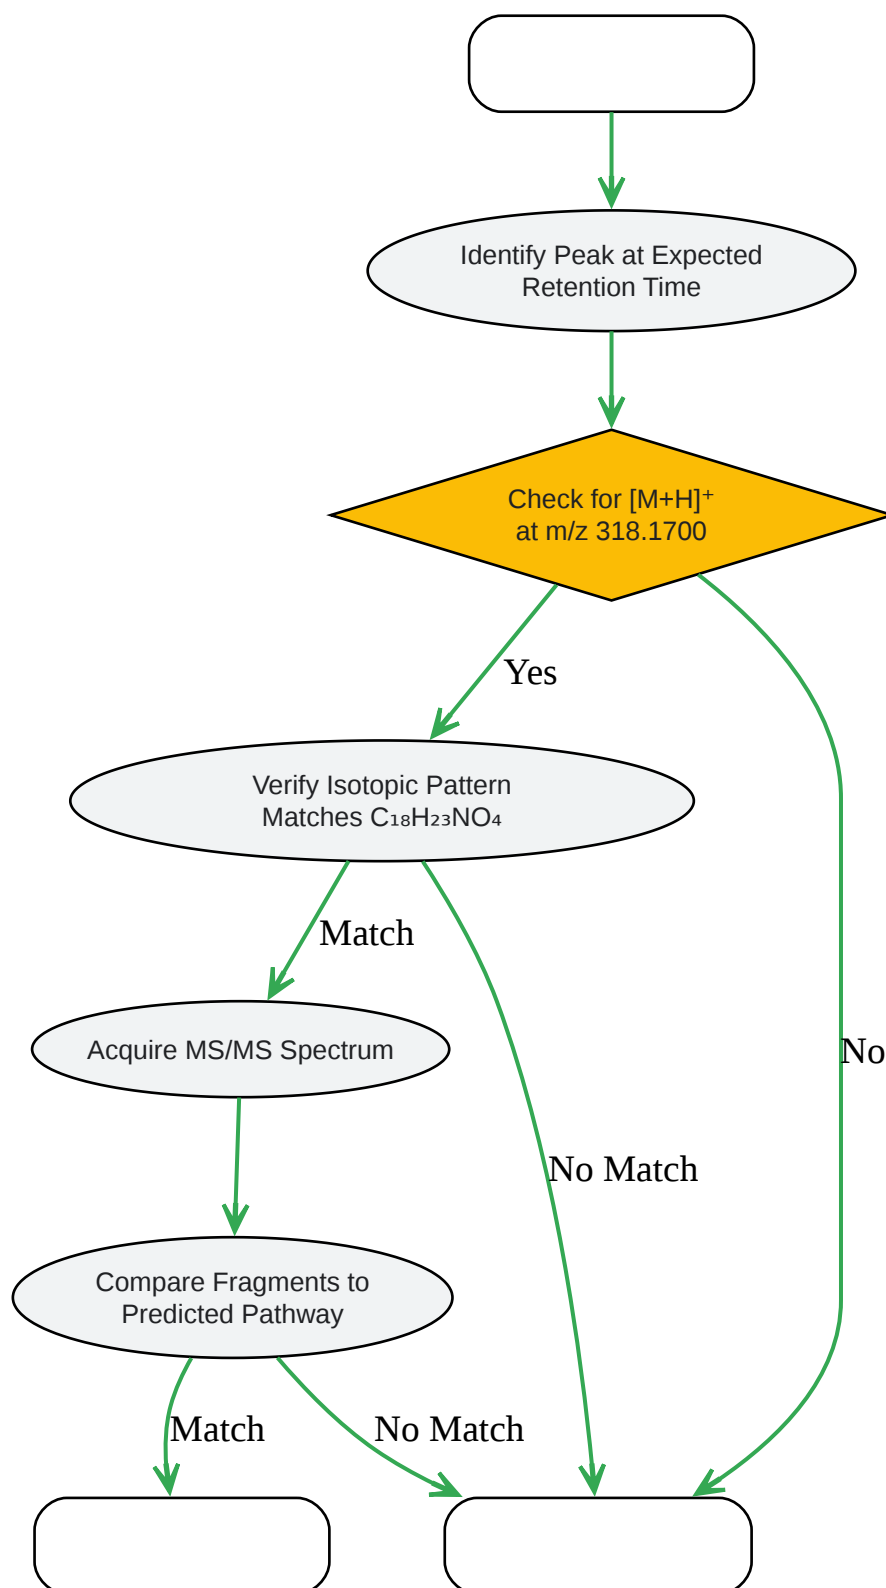 Identify Peak at Expected
Retention Time
Check for [M+H]⁺
at m/z 318.1700
Yes
Verify Isotopic Pattern
Matches C₁₈H₂₃NO₄
Match
Acquire MS/MS Spectrum
No
No Match
Compare Fragments to
Predicted Pathway
Match
No Match